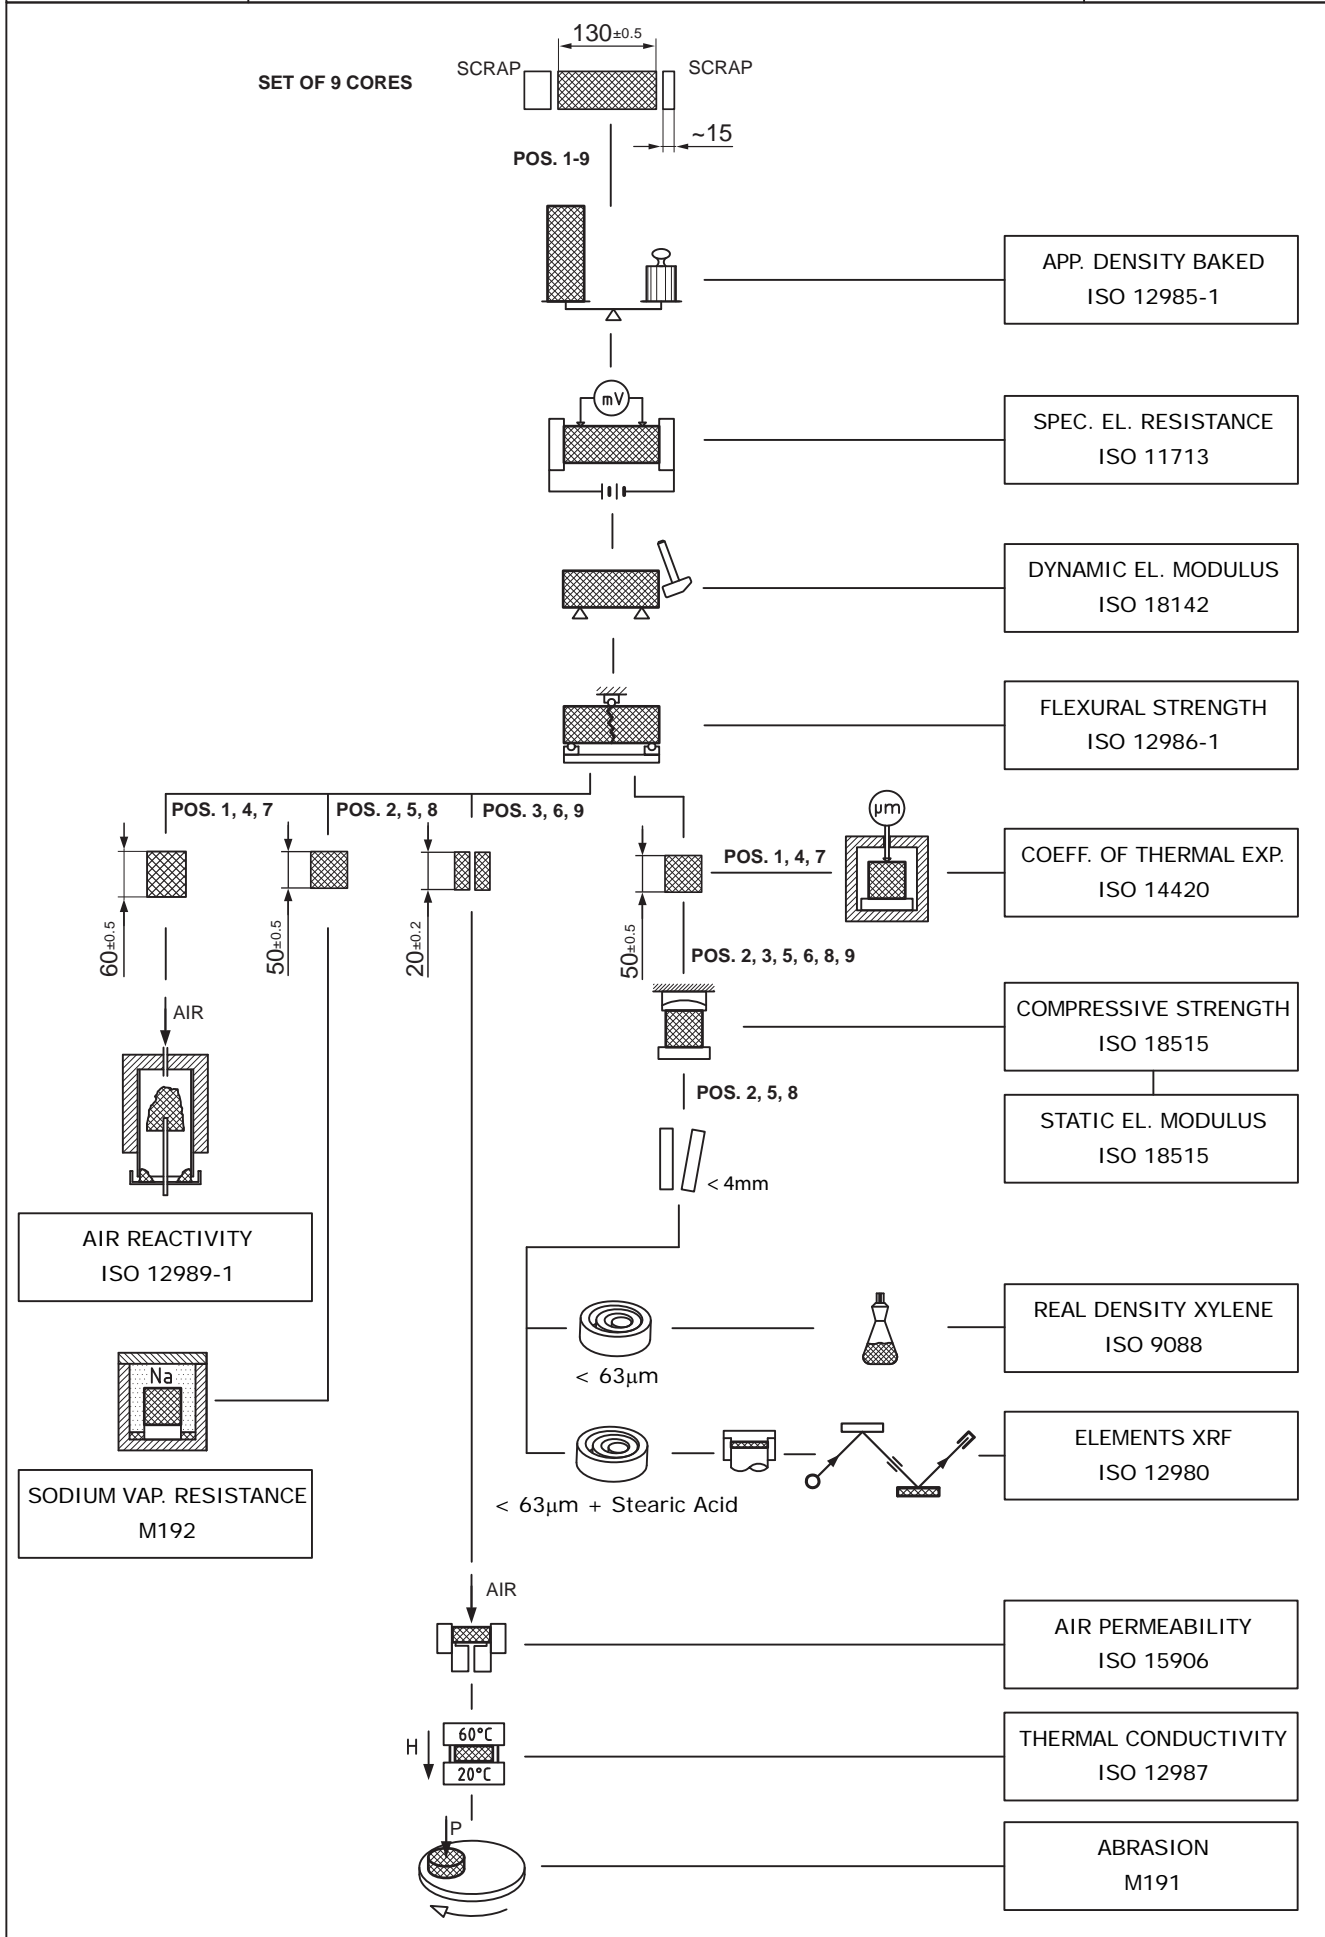 130±0.5
SCRAP
SCRAP
SET OF 9 CORES
~15
POS. 1-9
APP. DENSITY BAKED
ISO 12985-1
mV
SPEC. EL. RESISTANCE
ISO 11713
DYNAMIC EL. MODULUS
ISO 18142
FLEXURAL STRENGTH
ISO 12986-1
POS. 1, 4, 7
POS. 2, 5, 8
POS. 3, 6, 9
60±0.5
50±0.5
20±0.2
50±0.5
POS. 1, 4, 7
µm
COEFF. OF THERMAL EXP.
ISO 14420
POS. 2, 3, 5, 6, 8, 9
AIR
COMPRESSIVE STRENGTH
ISO 18515
POS. 2, 5, 8
STATIC EL. MODULUS
ISO 18515
< 4mm
AIR REACTIVITY
ISO 12989-1
< 63µm
REAL DENSITY XYLENE
ISO 9088
Na
SODIUM VAP. RESISTANCE
M192
< 63µm + Stearic Acid
ELEMENTS XRF
ISO 12980
AIR
AIR PERMEABILITY
ISO 15906
H
60°C
20°C
THERMAL CONDUCTIVITY
ISO 12987
P
ABRASION
M191